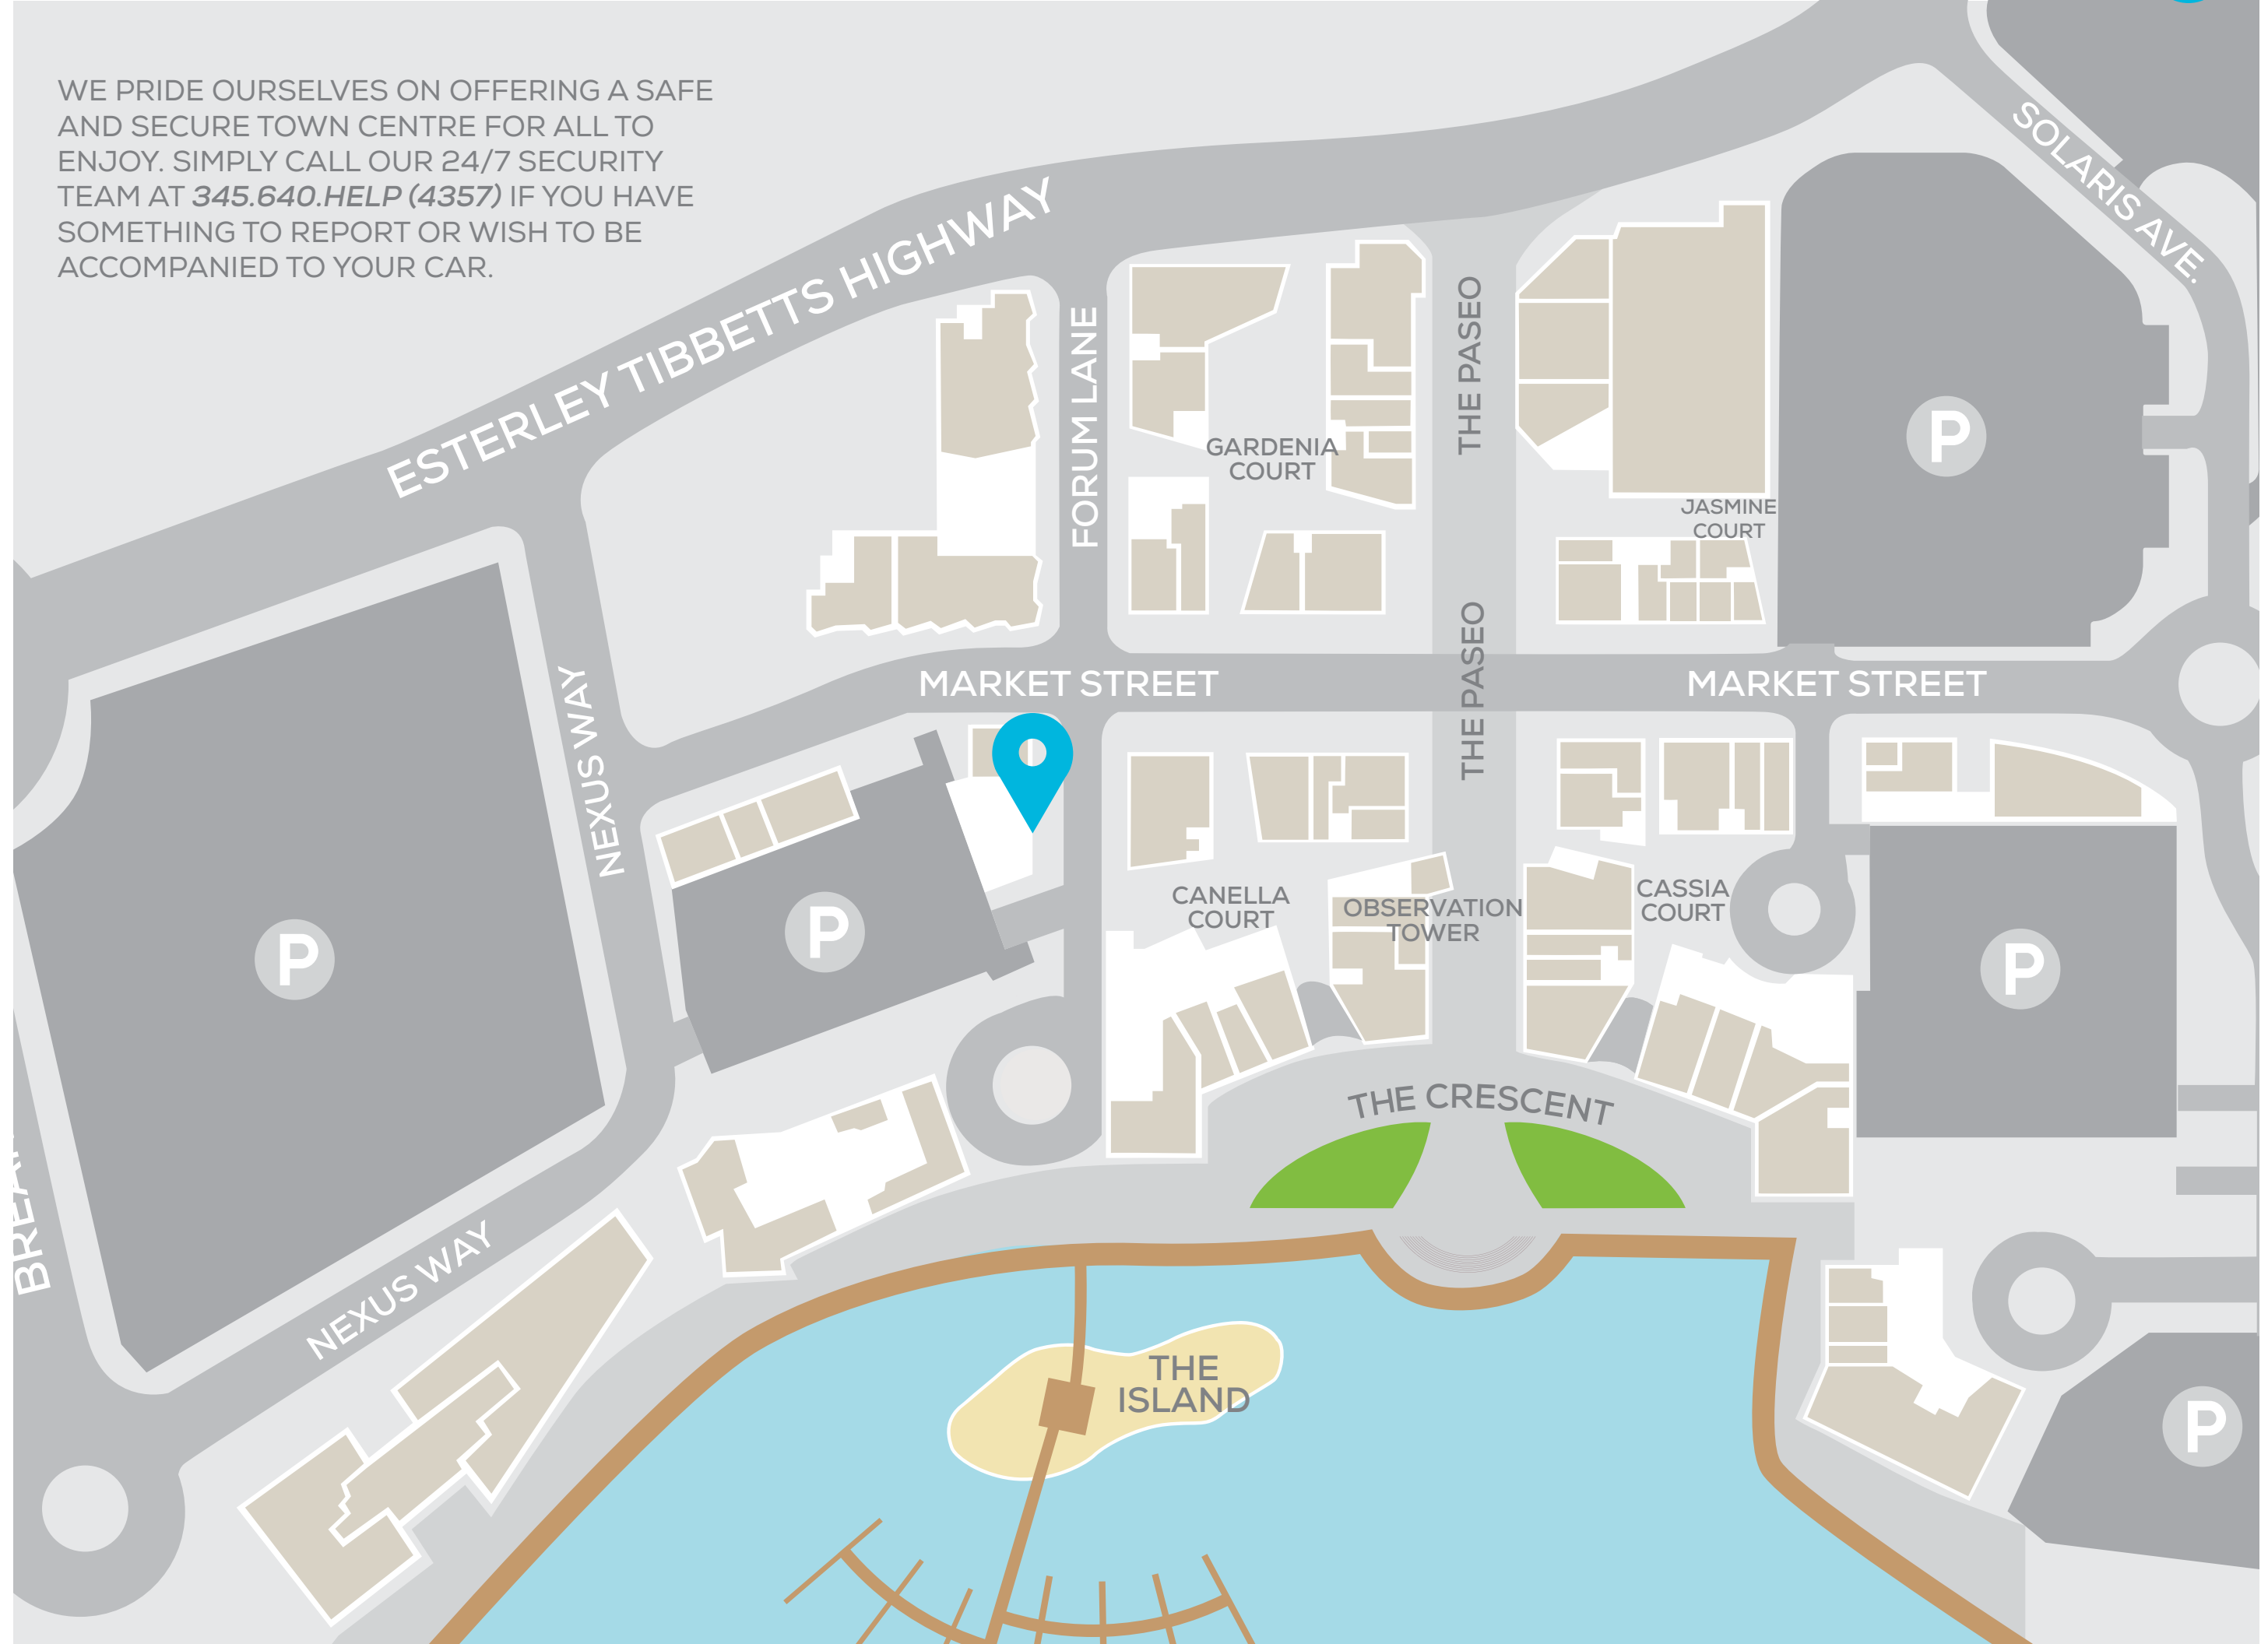 WE PRIDE OURSELVES ON OFFERING A SAFE
AND SECURE TOWN CENTRE FOR ALL TO
ENJOY. SIMPLY CALL OUR 24/7 SECURITY
TEAM AT 345.640.HELP (4357) IF YOU HAVE
SOMETHING TO REPORT OR WISH TO BE
ACCOMPANIED TO YOUR CAR.
SOLARIS AVE.
ESTERLEY TIBBETTS HIGHWAY
FORUM LANE
THE PASEO
GARDENIA
COURT
P
JASMINE
COURT
THE PASEO
MARKET STREET
MARKET STREET
NEXUS WAY
CANELLA
COURT
OBSERVATION
TOWER
CASSIA
COURT
P
P
P
THE CRESCENT
NEXUS WAY
THE
ISLAND
P